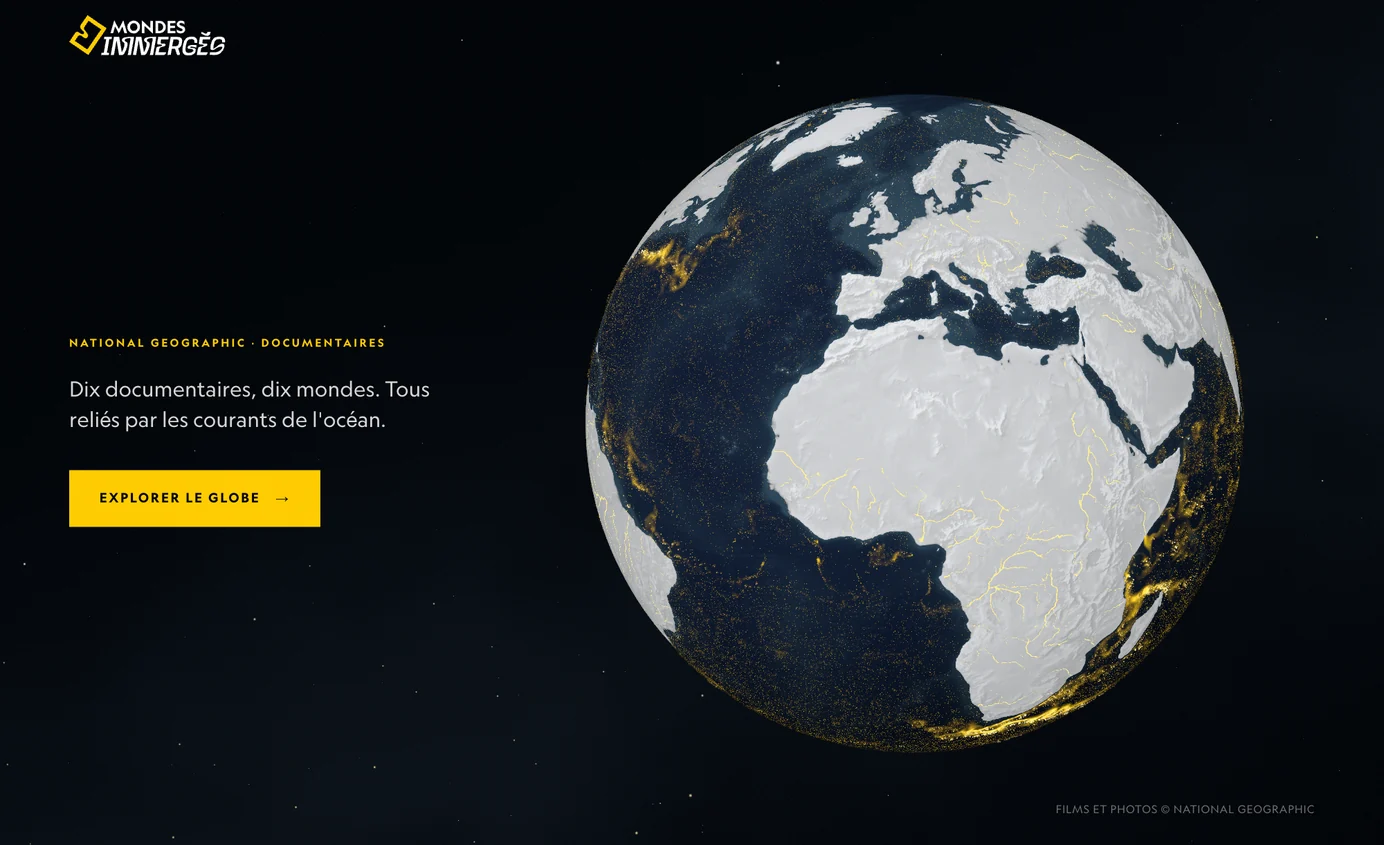 MONDES
IMMERGÉS
NATIONAL GEOGRAPHIC · DOCUMENTAIRES
Dix documentaires, dix mondes. Tous
reliés par les courants de l'océan.
EXPLORER LE GLOBE →
FILMS ET PHOTOS © NATIONAL GEOGRAPHIC